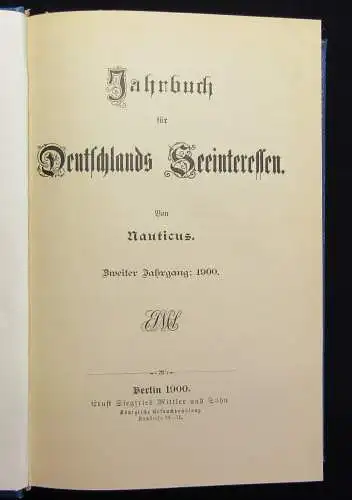 Jahrbuch
für
Deutschlands Seeinteressen.
Von
Nauticus.
Zweiter Jahrgang: 1900.
Berlin 1900.
Ernst Siegfried Mittler und Sohn
Königliche Hofbuchhandlung